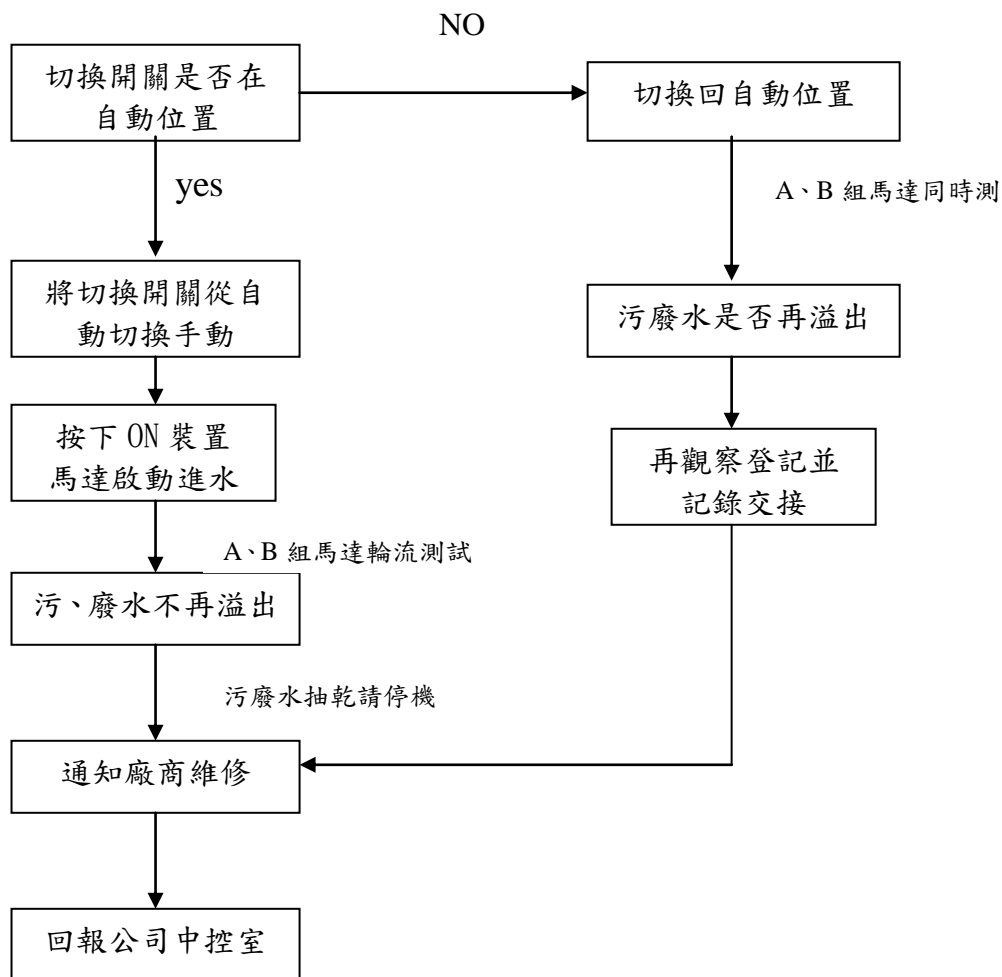 NO
切換開關是否在
自動位置
切換回自動位置
yes
A、B 組馬達同時測
將切換開關從自
動切換手動
污廢水是否再溢出
按下 ON 裝置
馬達啟動進水
再觀察登記並
記錄交接
A、B 組馬達輪流測試
污、廢水不再溢出
污廢水抽乾請停機
通知廠商維修
回報公司中控室